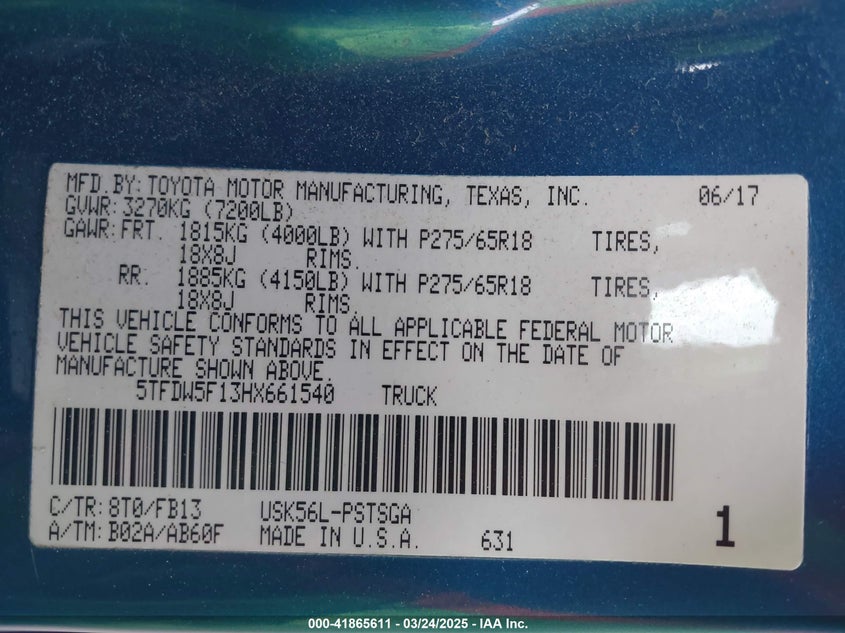 MFD.BY: TOYOTA MOTOR MANUFACTURING, TEXAS, INC. 06/17
GVWR: 3270KG (7200LB)
GAWR: FRT. 1815KG (4000LB) WITH P275/65R18 TIRES,
18X8J RIMS.
RR. 1885KG (4150LB) WITH P275/65R18 TIRES,
18X8J RIMS.
THIS VEHICLE CONFORMS TO ALL APPLICABLE FEDERAL MOTOR
VEHICLE SAFETY STANDARDS IN EFFECT ON THE DATE OF
MANUFACTURE SHOWN ABOVE.
5TFDW5F13HX661540 TRUCK
C/TR: 8T0/FB13 USK56L-PSTSGA
A/TM: B02A/AB60F MADE IN U.S.A. 631 1
000-41865611 - 03/24/2025 - IAA Inc.